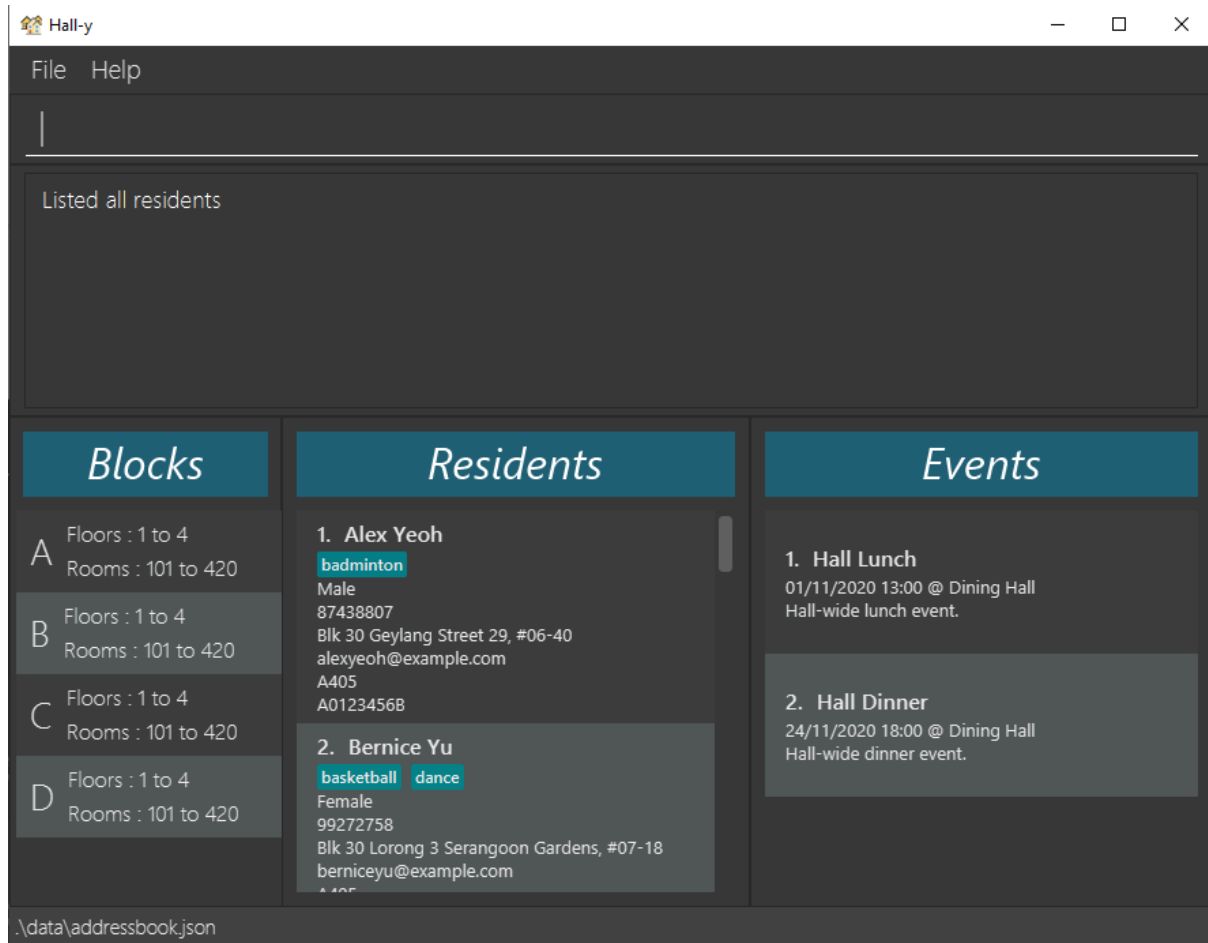 Hall-y
File Help
Listed all residents
Blocks
A
Floors : 1 to 4
Rooms : 101 to 420
B
Floors : 1 to 4
Rooms : 101 to 420
C
Floors : 1 to 4
Rooms : 101 to 420
D
Floors : 1 to 4
Rooms : 101 to 420
Residents
1. Alex Yeoh
badminton
Male
87438807
Blk 30 Geylang Street 29, #06-40
alexyeoh@example.com
A405
A0123456B
2. Bernice Yu
basketball dance
Female
99272758
Blk 30 Lorong 3 Serangoon Gardens, #07-18
berniceyu@example.com
Events
1. Hall Lunch
01/11/2020 13:00 @ Dining Hall
Hall-wide lunch event.
2. Hall Dinner
24/11/2020 18:00 @ Dining Hall
Hall-wide dinner event.
.\data\addressbook.json